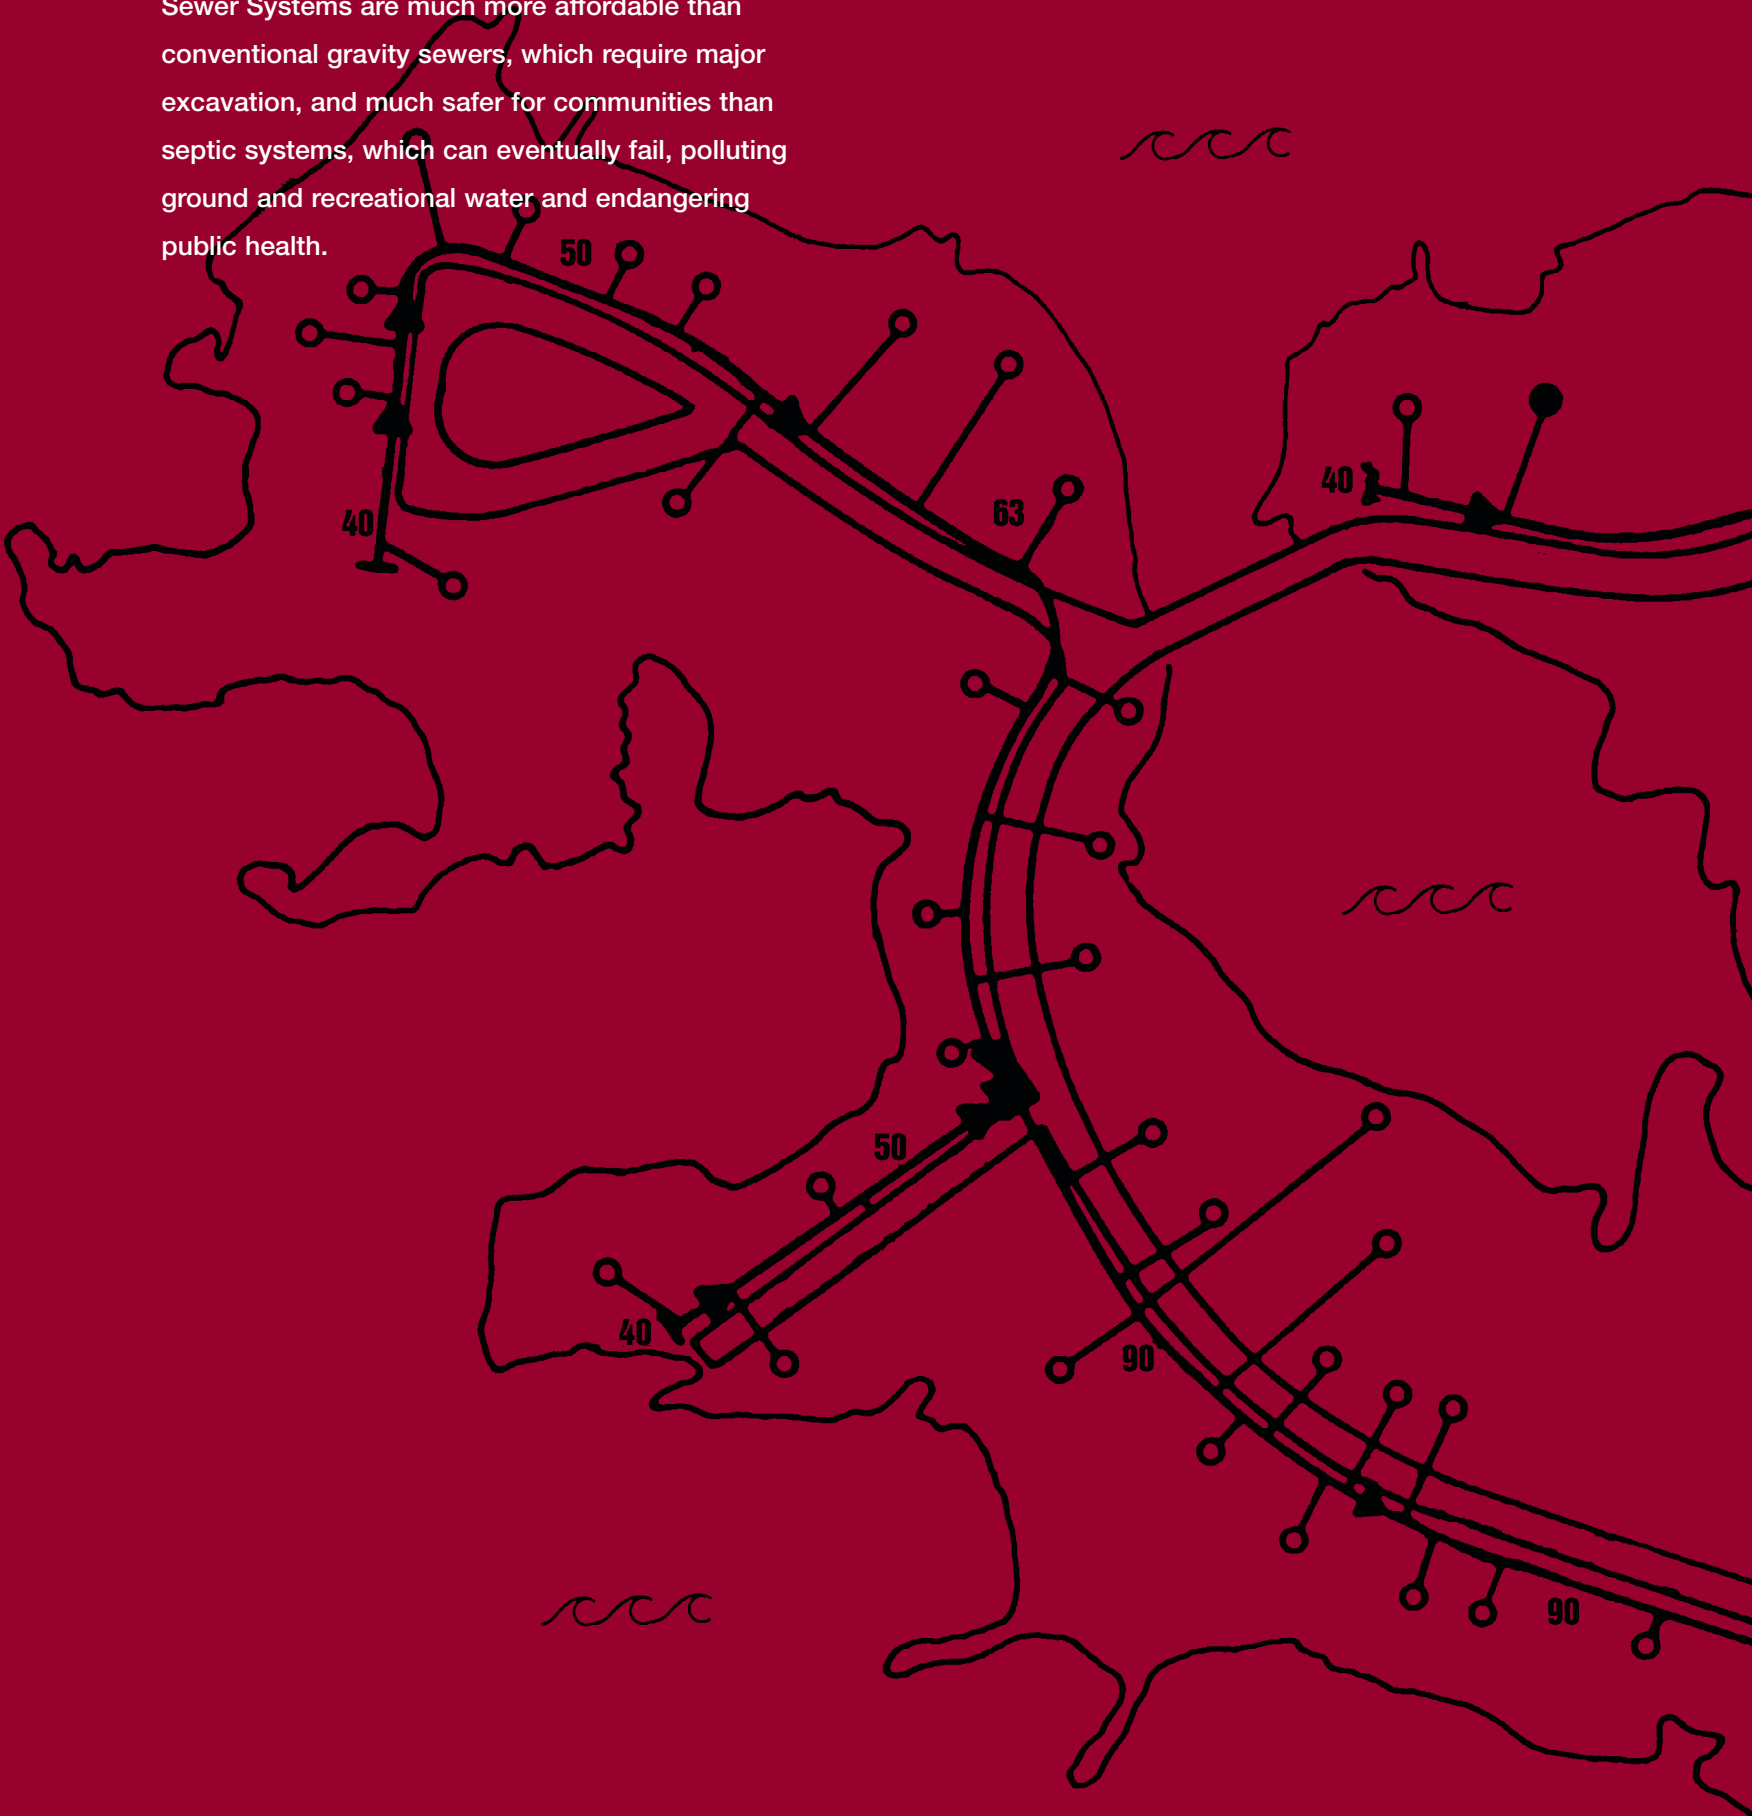 Sewer Systems are much more affordable than
conventional gravity sewers, which require major
excavation, and much safer for communities than
septic systems, which can eventually fail, polluting
ground and recreational water and endangering
public health.
50
63
40
40
50
40
90
90